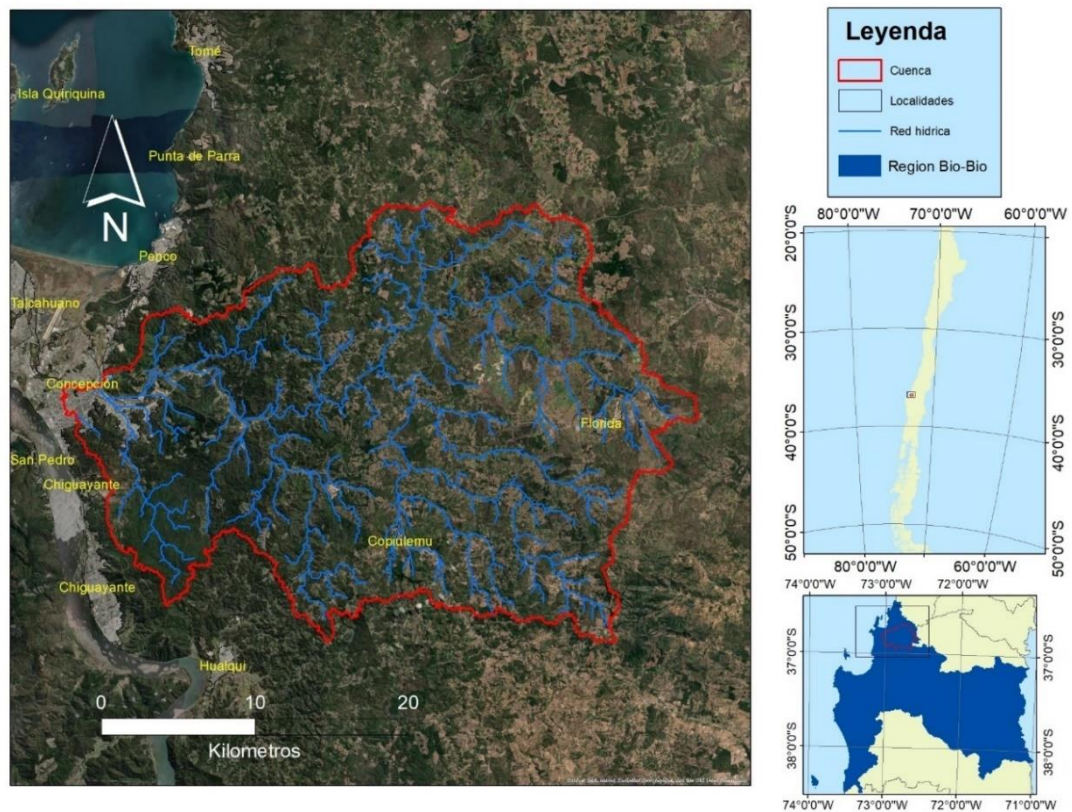 Tomé
Isla Quiriquina
Punta de Parra
N
Pepco
Talcahuano
Concepción
Florida
San Pedro
Chiguayante
Copiulemu
Chiguayante
Hualqui
0 10 20
Kilometros
Leyenda
Cuenca
Localidades
Red hidrica
Region Bio-Bio
80°0'0"W 70°0'0"W 60°0'0"W
20°0'0"S 20°0'0"S
30°0'0"S 30°0'0"S
40°0'0"S 40°0'0"S
50°0'0"S 50°0'0"S
80°0'0"W 70°0'0"W 60°0'0"W
74°0'0"W 73°0'0"W 72°0'0"W
37°0'0"S 37°0'0"S
38°0'0"S 38°0'0"S
74°0'0"W 73°0'0"W 72°0'0"W 71°0'0"W